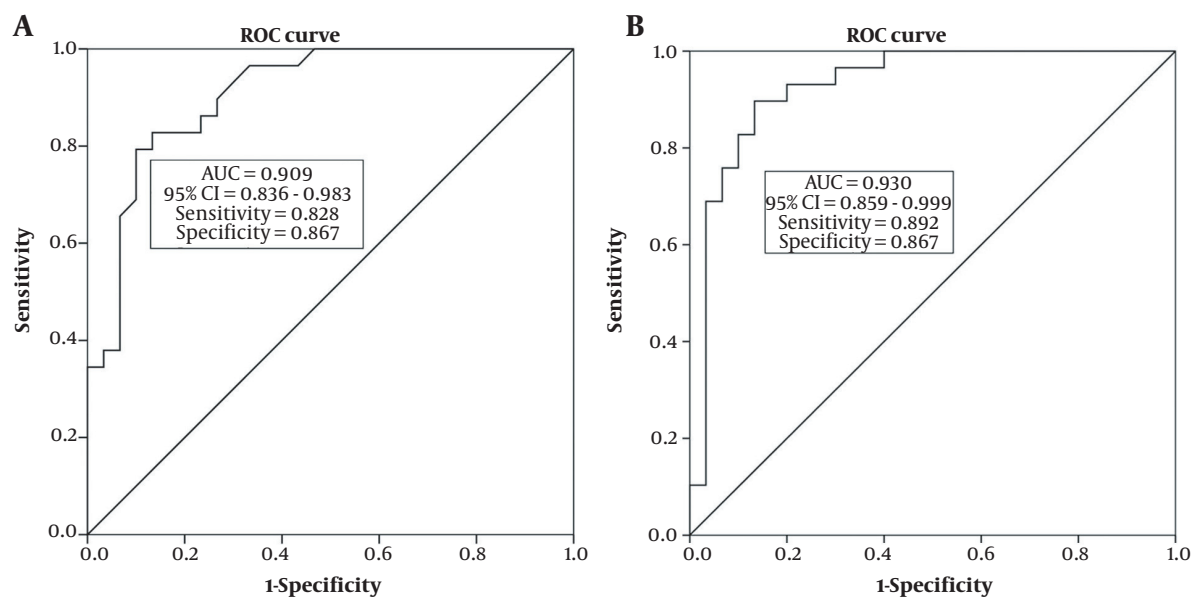 A
ROC curve
1.0
0.8
0.6
0.4
0.2
0.0
Sensitivity
AUC = 0.909
95% CI = 0.836 - 0.983
Sensitivity = 0.828
Specificity = 0.867
0.0 0.2 0.4 0.6 0.8 1.0
1-Specificity
B
ROC curve
1.0
0.8
0.6
0.4
0.2
0.0
Sensitivity
AUC = 0.930
95% CI = 0.859 - 0.999
Sensitivity = 0.892
Specificity = 0.867
0.0 0.2 0.4 0.6 0.8 1.0
1-Specificity